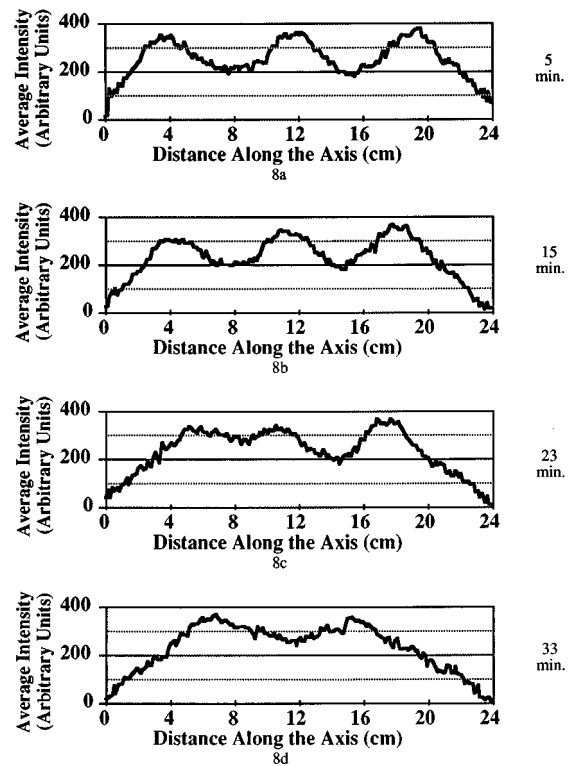 Average Intensity
(Arbitrary Units)
400
200
0
0 4 8 12 16 20 24
Distance Along the Axis (cm)
8a
5
min.
Average Intensity
(Arbitrary Units)
400
200
0
0 4 8 12 16 20 24
Distance Along the Axis (cm)
8b
15
min.
Average Intensity
(Arbitrary Units)
400
200
0
0 4 8 12 16 20 24
Distance Along the Axis (cm)
8c
23
min.
Average Intensity
(Arbitrary Units)
400
200
0
0 4 8 12 16 20 24
Distance Along the Axis (cm)
8d
33
min.